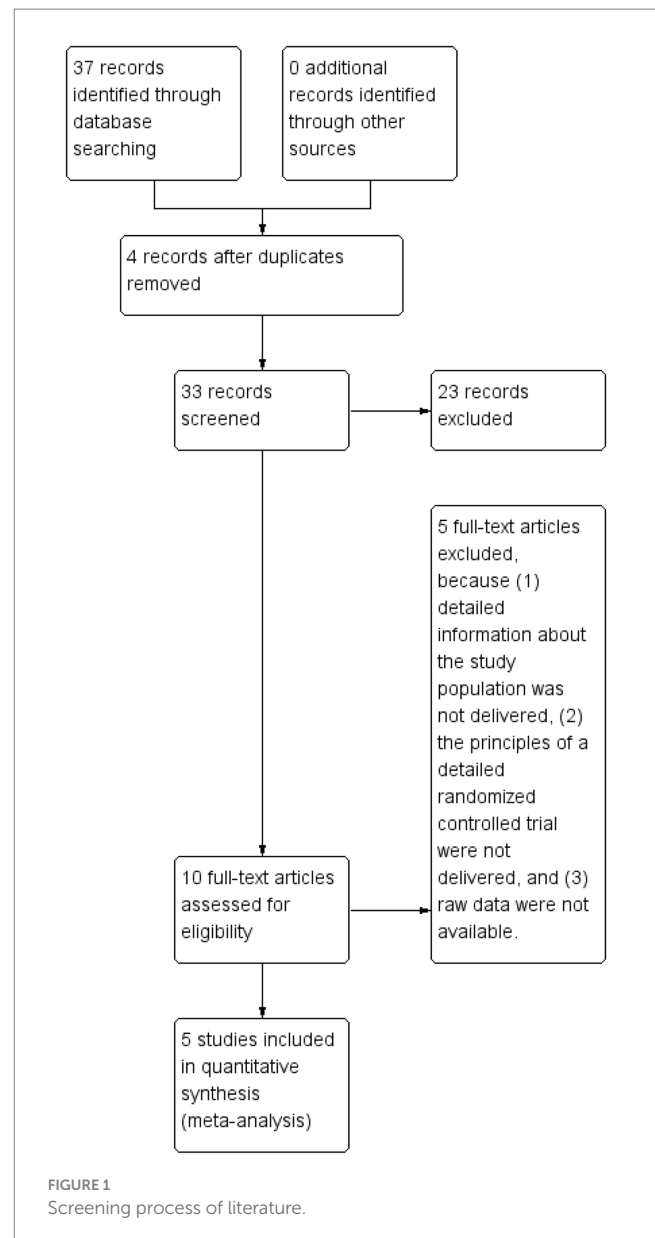 37 records
identified through
database
searching
0 additional
records identified
through other
sources
4 records after duplicates
removed
33 records
screened
23 records
excluded
5 full-text articles
excluded,
because (1)
detailed
information about
the study
population was
not delivered, (2)
the principles of a
detailed
randomized
controlled trial
were not
delivered, and (3)
raw data were not
available.
10 full-text articles
assessed for
eligibility
5 studies included
in quantitative
synthesis
(meta-analysis)
FIGURE 1
Screening process of literature.